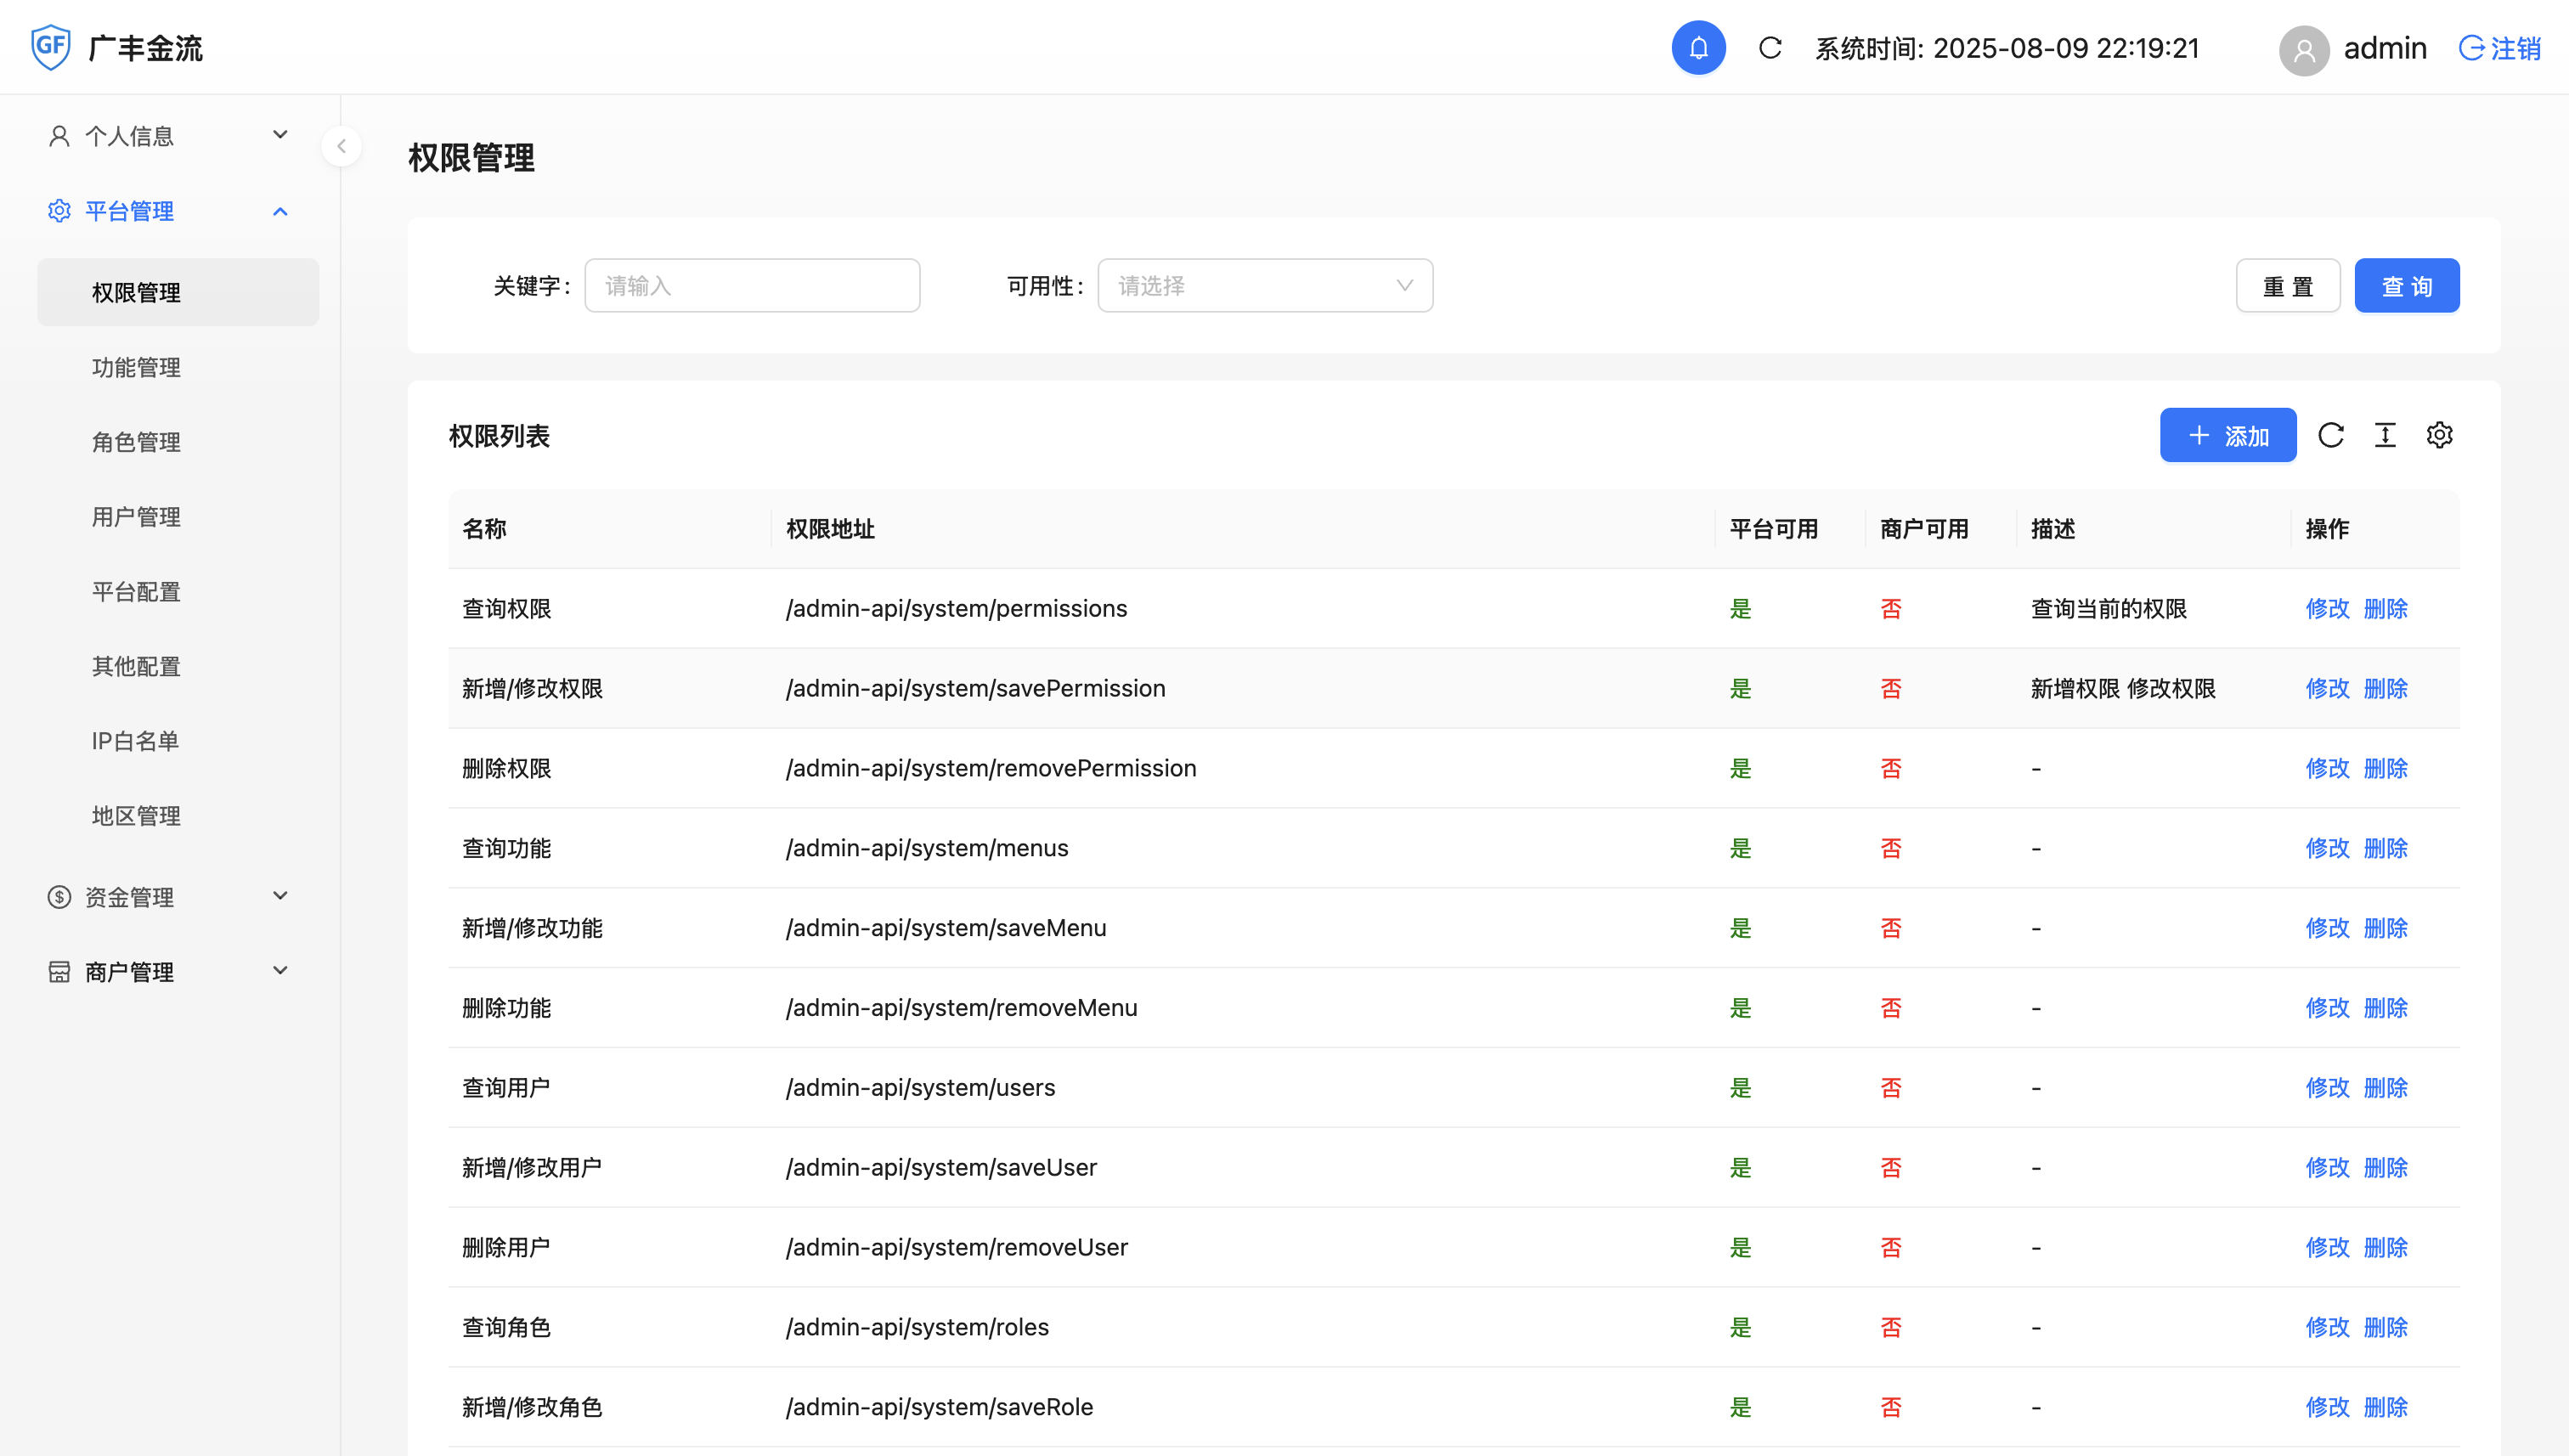 GF 广丰金流
系统时间: 2025-08-09 22:19:21 admin 注销
个人信息
平台管理
权限管理
功能管理
角色管理
用户管理
平台配置
其他配置
IP白名单
地区管理
资金管理
商户管理
权限管理
关键字: 请输入 可用性: 请选择 重置 查询
权限列表 添加
名称 权限地址 平台可用 商户可用 描述 操作
查询权限 /admin-api/system/permissions 是 否 查询当前的权限 修改 删除
新增/修改权限 /admin-api/system/savePermission 是 否 新增权限 修改权限 修改 删除
删除权限 /admin-api/system/removePermission 是 否 - 修改 删除
查询功能 /admin-api/system/menus 是 否 - 修改 删除
新增/修改功能 /admin-api/system/saveMenu 是 否 - 修改 删除
删除功能 /admin-api/system/removeMenu 是 否 - 修改 删除
查询用户 /admin-api/system/users 是 否 - 修改 删除
新增/修改用户 /admin-api/system/saveUser 是 否 - 修改 删除
删除用户 /admin-api/system/removeUser 是 否 - 修改 删除
查询角色 /admin-api/system/roles 是 否 - 修改 删除
新增/修改角色 /admin-api/system/saveRole 是 否 - 修改 删除